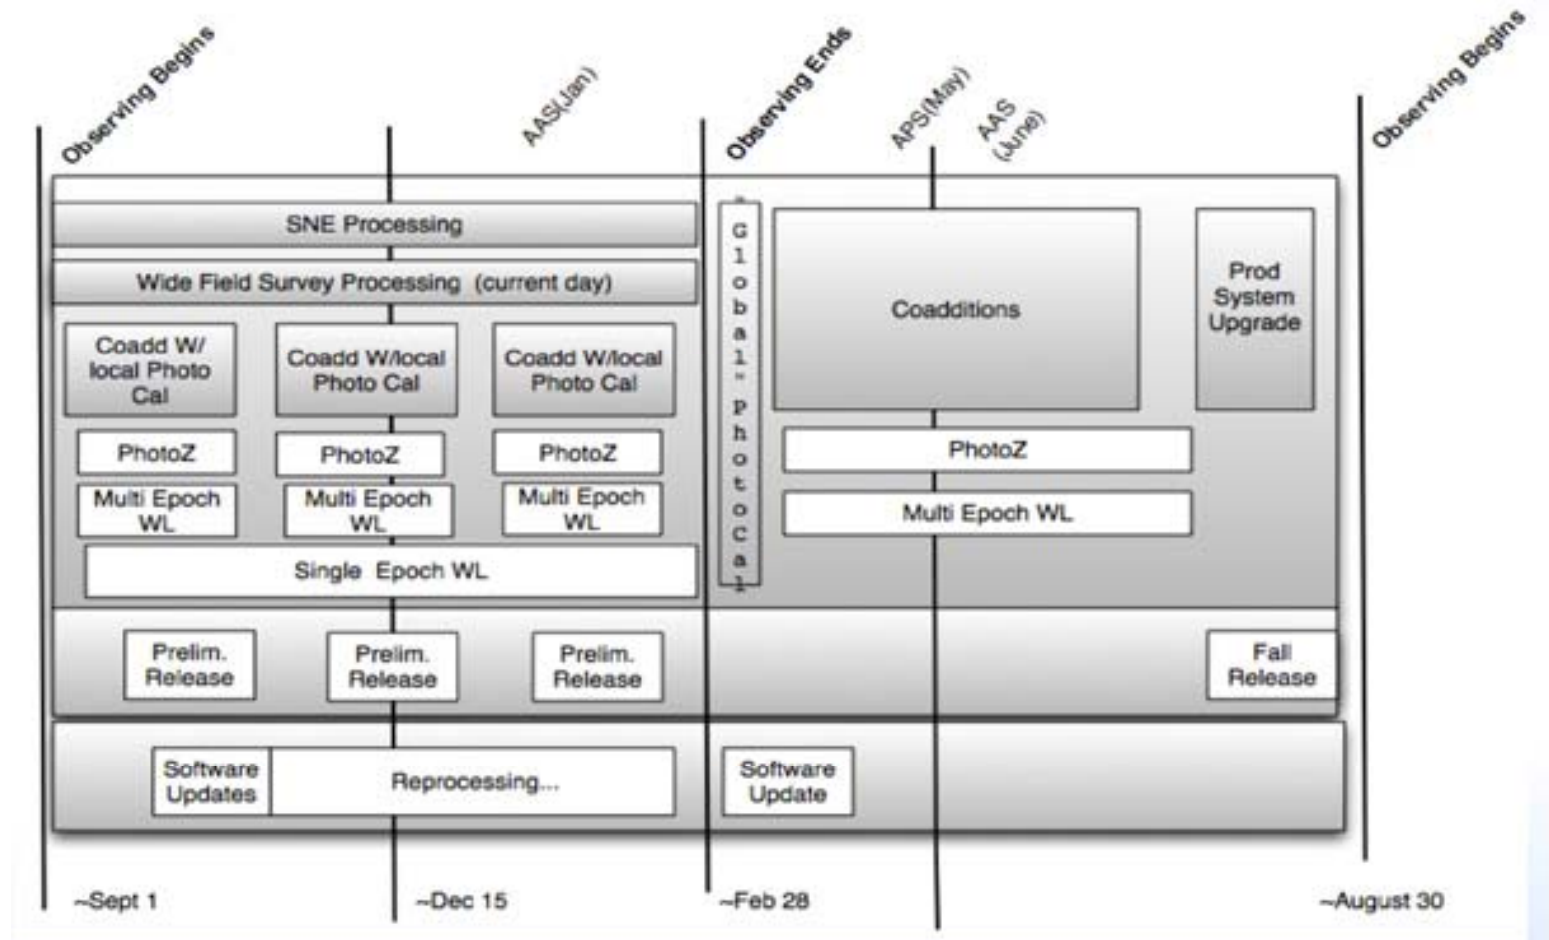 Observing Begins
AAS(Jan)
Observing Ends
APS(May)
AAS
(June)
Observing Begins
SNE Processing
Wide Field Survey Processing (current day)
Coadd W/
local Photo
Cal
Coadd W/local
Photo Cal
Coadd W/local
Photo Cal
PhotoZ
PhotoZ
PhotoZ
Multi Epoch
WL
Multi Epoch
WL
Multi Epoch
WL
Single Epoch WL
"Global" PhotoCal
Coadditions
Prod
System
Upgrade
PhotoZ
Multi Epoch WL
Prelim.
Release
Prelim.
Release
Prelim.
Release
Fall
Release
Software
Updates
Reprocessing...
Software
Update
~Sept 1
~Dec 15
~Feb 28
~August 30